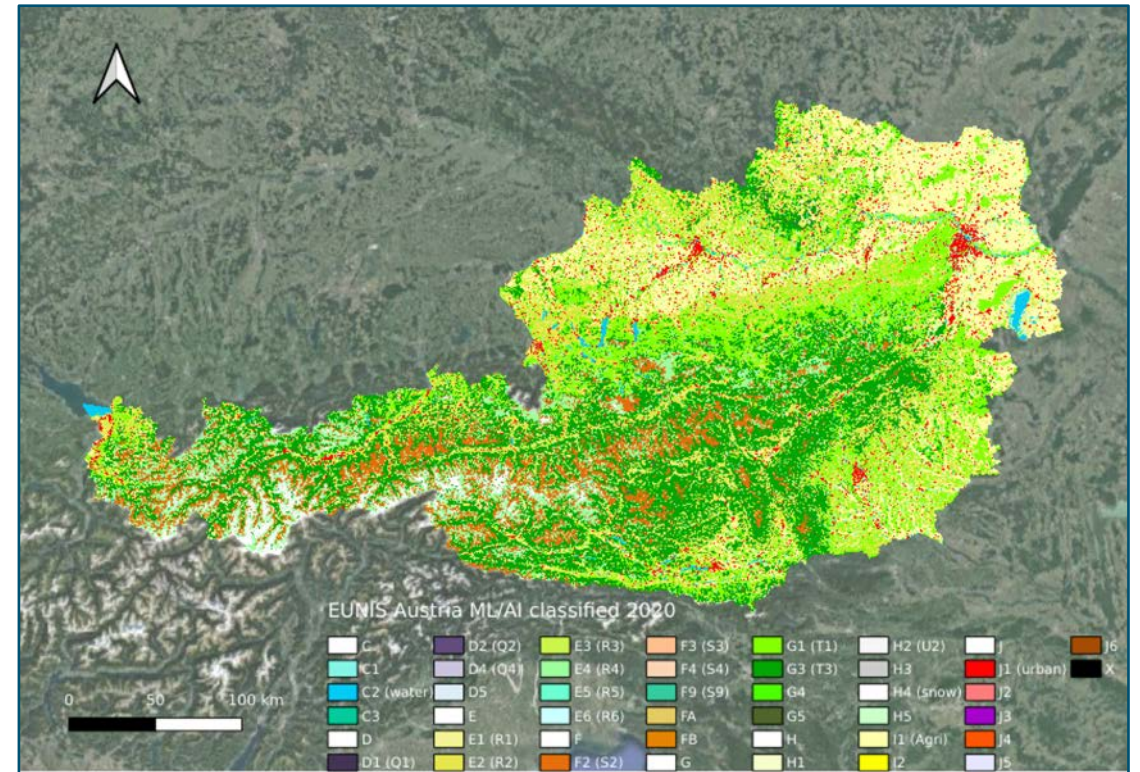 EUNIS Austria ML/AI classified 2020
0 50 100 km
C D2 (Q2) E3 (R3) F3 (S3) G1 (T1) H2 (U2) J J6
C1 D4 (Q4) E4 (R4) F4 (S4) G3 (T3) H3 J1 (urban) X
C2 (water) D5 E5 (R5) F9 (S9) G4 H4 (snow) J2
C3 E E6 (R6) FA G5 H5 J3
D E1 (R1) F FB H I1 (Agri) J4
D1 (Q1) E2 (R2) F2 (S2) G H1 I2 J5